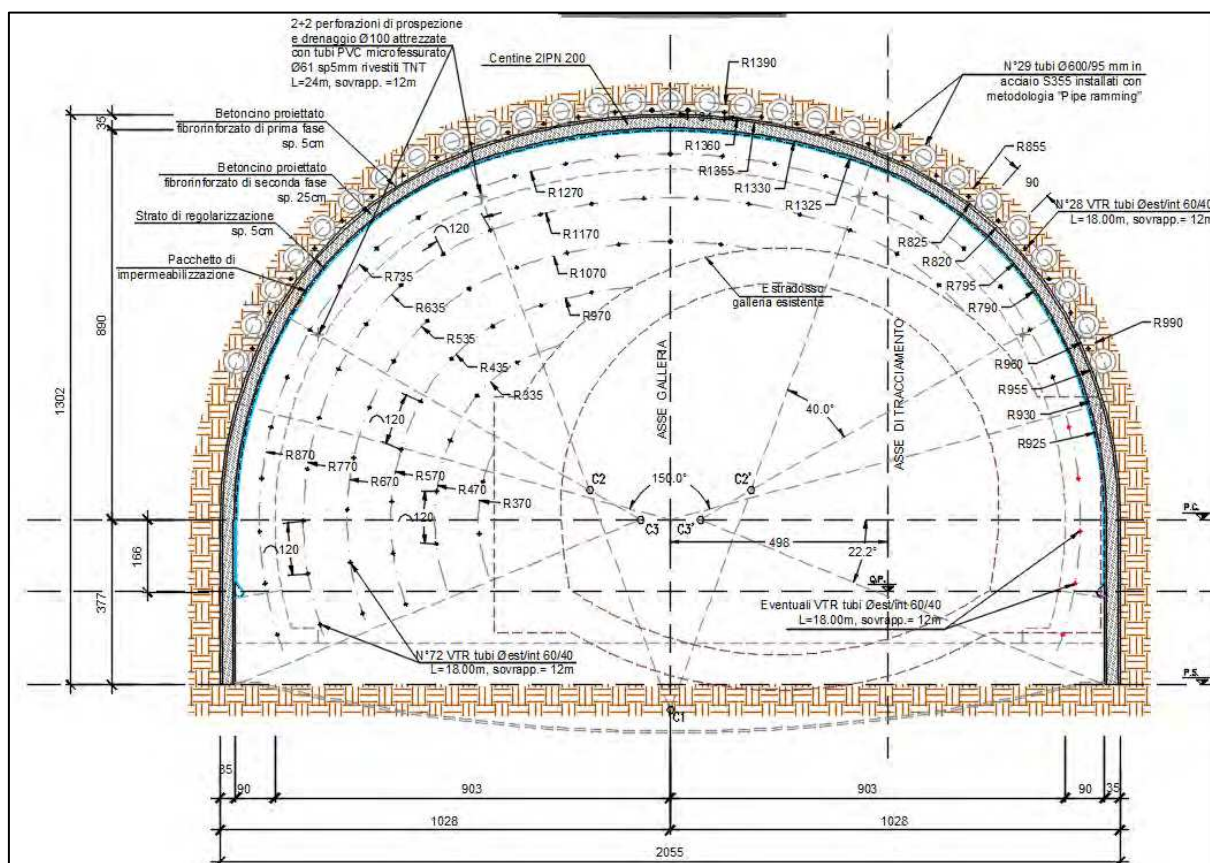 2+2 perforazioni di prospezione
e drenaggio Ø100 attrezzate
con tubi PVC microfessurato
Ø61 sp5mm rivestiti TNT
L=24m, sovrapp. =12m
Centine 2IPN 200
R1390
N°29 tubi Ø600/95 mm in
acciaio S355 installati con
metodologia "Pipe ramming"
Betoncino proiettato
fibrorinforzato di prima fase
sp. 5cm
Betoncino proiettato
fibrorinforzato di seconda fase
sp. 25cm
Strato di regolarizzazione
sp. 5cm
Pacchetto di
impermeabilizzazione
R1360
R1355
R1330
R1325
R855
90
N°28 VTR tubi Øest/int 60/40
L=18.00m, sovrapp.= 12m
R825
R820
R795
R790
R990
R960
R955
R930
R925
R1270
R1170
R1070
R970
120
R735
R635
R535
R435
R335
120
R870
R770
R670
R570
R470
R370
120
120
Estradosso
galleria esistente
ASSE GALLERIA
ASSE DI TRACCIAMENTO
40.0°
150.0°
C2
C2'
C3
C3'
498
22.2°
P.C.
Q.P.
P.S.
35
890
1302
166
377
N°72 VTR tubi Øest/int 60/40
L=18.00m, sovrapp.= 12m
Eventuali VTR tubi Øest/int 60/40
L=18.00m, sovrapp.= 12m
C1
35
90
903
903
90
35
1028
1028
2055